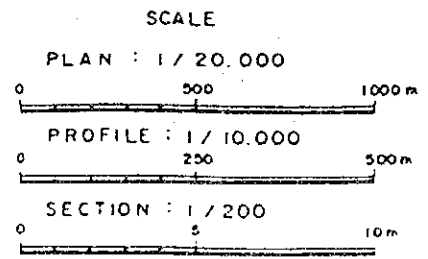 SCALE
PLAN : 1 / 20.000
0 500 1000 m
PROFILE : 1 / 10.000
0 250 500 m
SECTION : 1 / 200
0 5 10 m